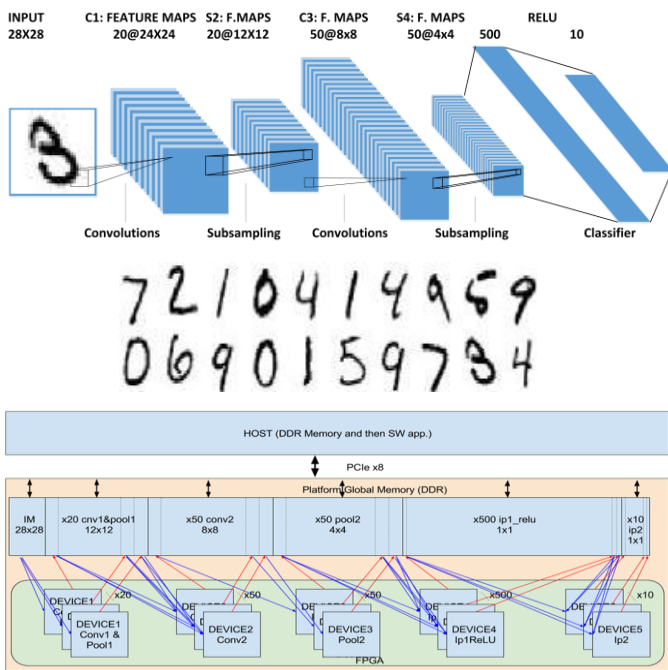 INPUT C1: FEATURE MAPS S2: F.MAPS C3: F. MAPS S4: F. MAPS RELU
28X28 20@24X24 20@12X12 50@8x8 50@4x4 500 10
Convolutions Subsampling Convolutions Subsampling Classifier
7 2 1 0 4 1 4 9 5 9
0 6 9 0 1 5 9 7 3 4
HOST (DDR Memory and then SW app.)
PCIe x8
Platform Global Memory (DDR)
IM
28x28
x20 cnv1&pool1
12x12
x50 conv2
8x8
x50 pool2
4x4
x500 ip1_relu
1x1
x10
ip2
1x1
x20 x50 x50 x500 x10
DEVICE1
DEVICE1
Conv1 &
Pool1
DEVICE2
Conv2
DEVICE3
Pool2
DEVICE4
Ip1ReLU
DEVICE5
Ip2
FPGA